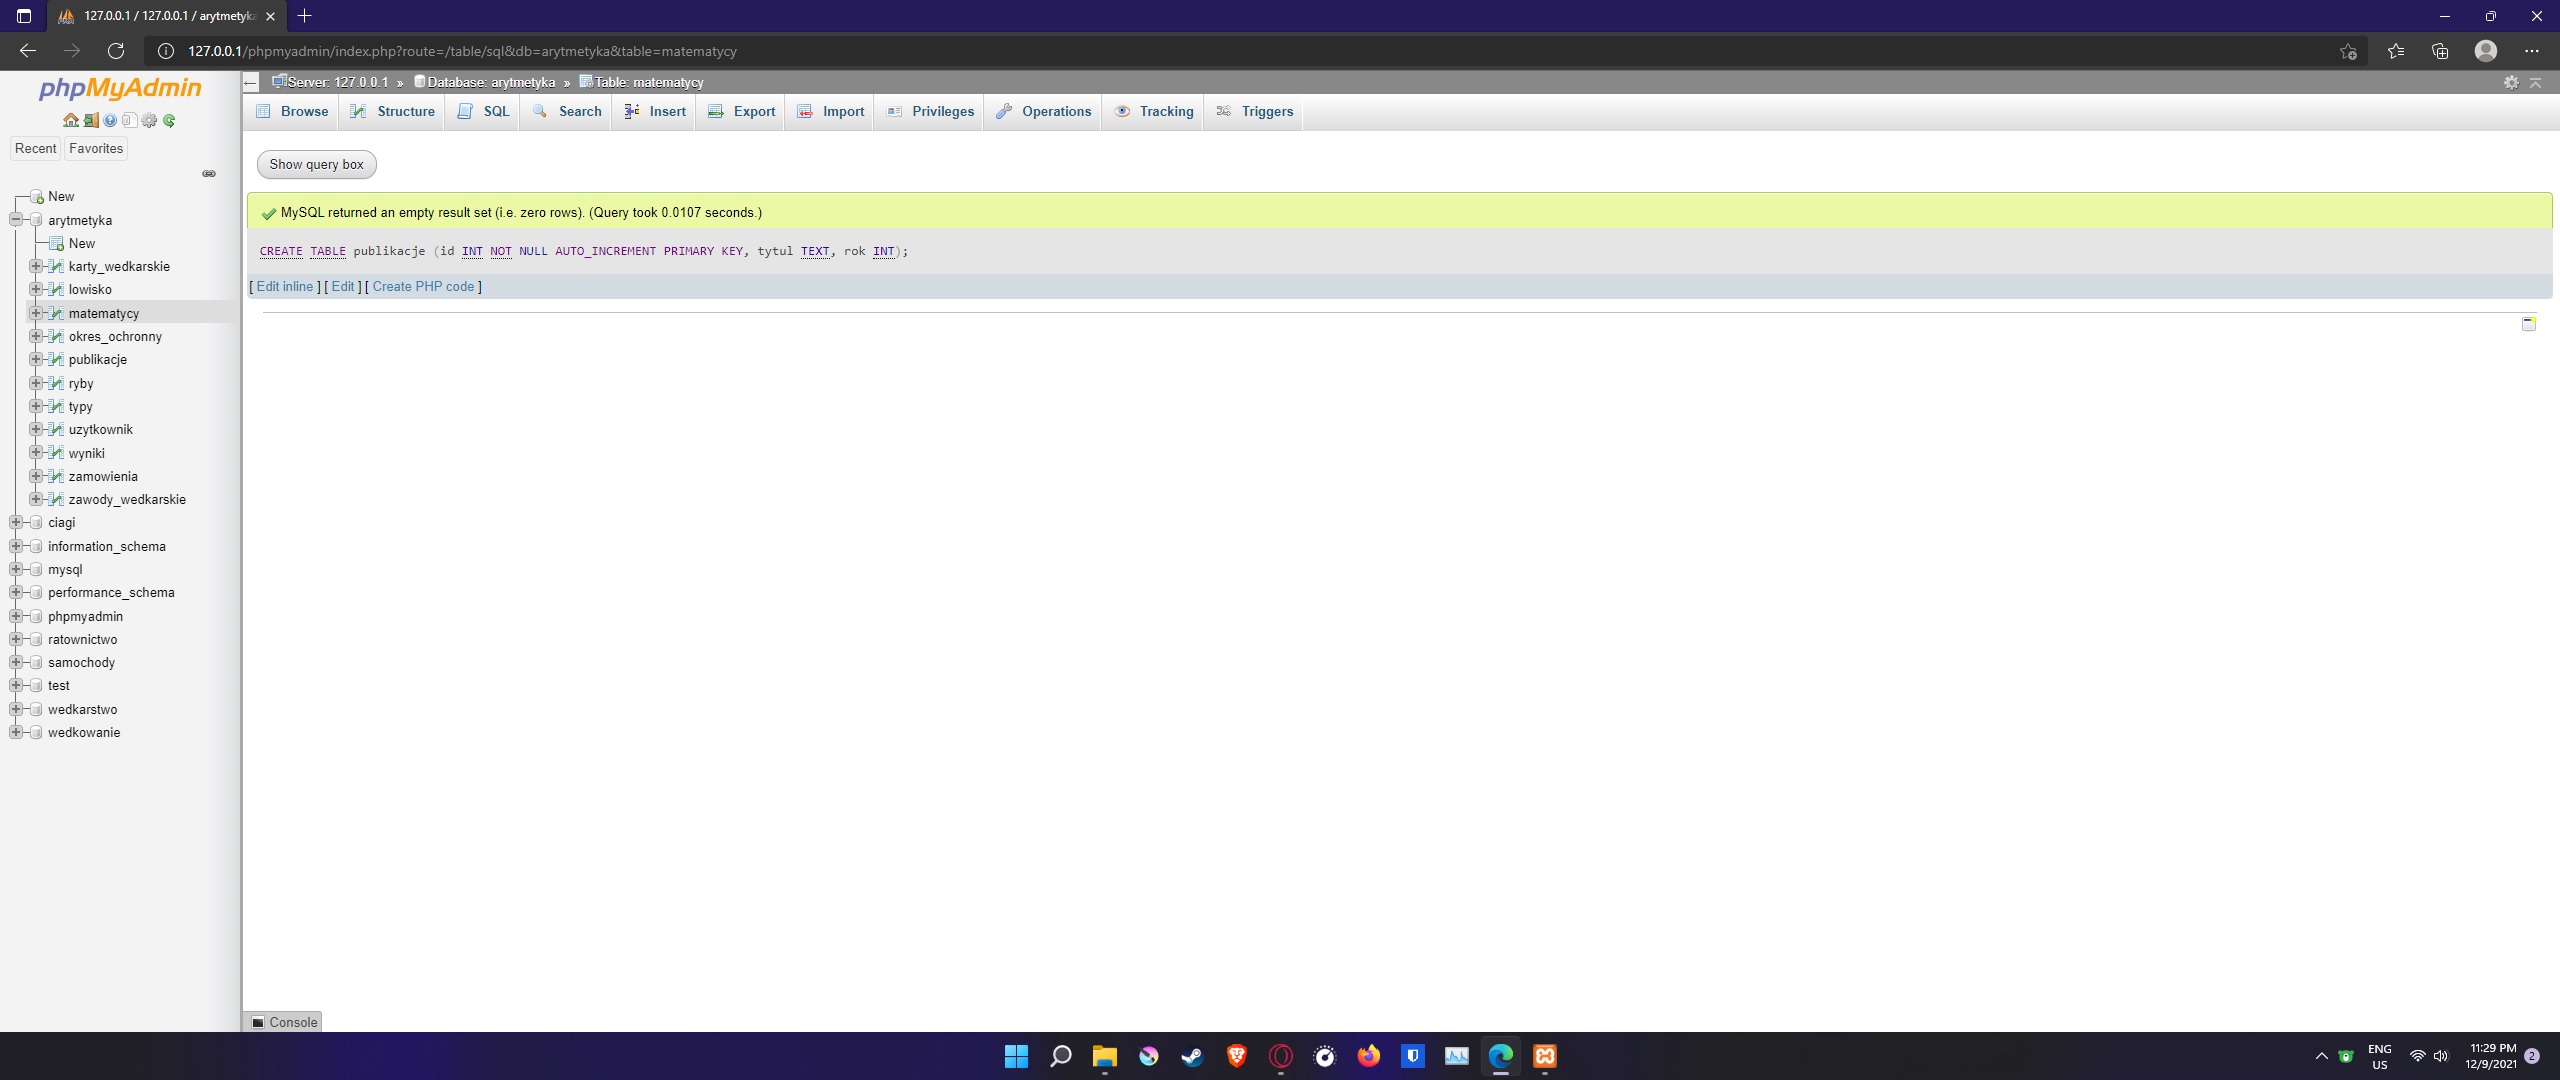 127.0.0.1 / 127.0.0.1 / arytmetyka
127.0.0.1/phpmyadmin/index.php?route=/table/sql&db=arytmetyka&table=matematycy
phpMyAdmin
Recent Favorites
New
arytmetyka
New
karty_wedkarskie
lowisko
matematycy
okres_ochronny
publikacje
ryby
typy
uzytkownik
wyniki
zamowienia
zawody_wedkarskie
ciagi
information_schema
mysql
performance_schema
phpmyadmin
ratownictwo
samochody
test
wedkarstwo
wedkowanie
Server: 127.0.0.1 » Database: arytmetyka » Table: matematycy
Browse Structure SQL Search Insert Export Import Privileges Operations Tracking Triggers
Show query box
MySQL returned an empty result set (i.e. zero rows). (Query took 0.0107 seconds.)
CREATE TABLE publikacje (id INT NOT NULL AUTO_INCREMENT PRIMARY KEY, tytul TEXT, rok INT);
[ Edit inline ] [ Edit ] [ Create PHP code ]
Console
ENG
US
11:29 PM
12/9/2021
2